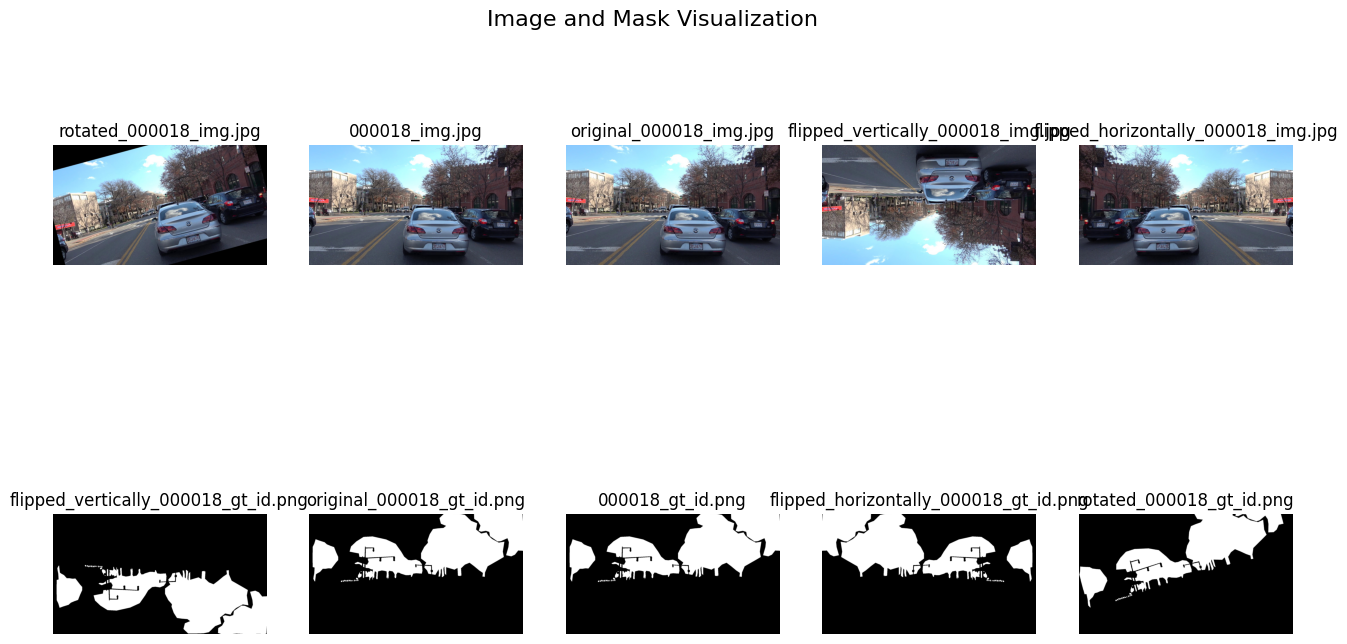 Image and Mask Visualization
rotated_000018_img.jpg
000018_img.jpg
original_000018_img.jpg
flipped_vertically_000018_img.jpg
flipped_horizontally_000018_img.jpg
flipped_vertically_000018_gt_id.png
original_000018_gt_id.png
000018_gt_id.png
flipped_horizontally_000018_gt_id.png
rotated_000018_gt_id.png